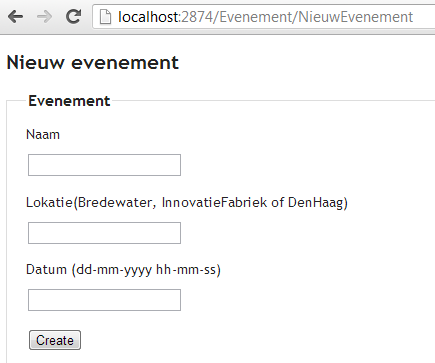 localhost:2874/Evenement/NieuwEvenement
Nieuw evenement
Evenement
Naam
Lokatie(Bredewater, InnovatieFabriek of DenHaag)
Datum (dd-mm-yyyy hh-mm-ss)
Create